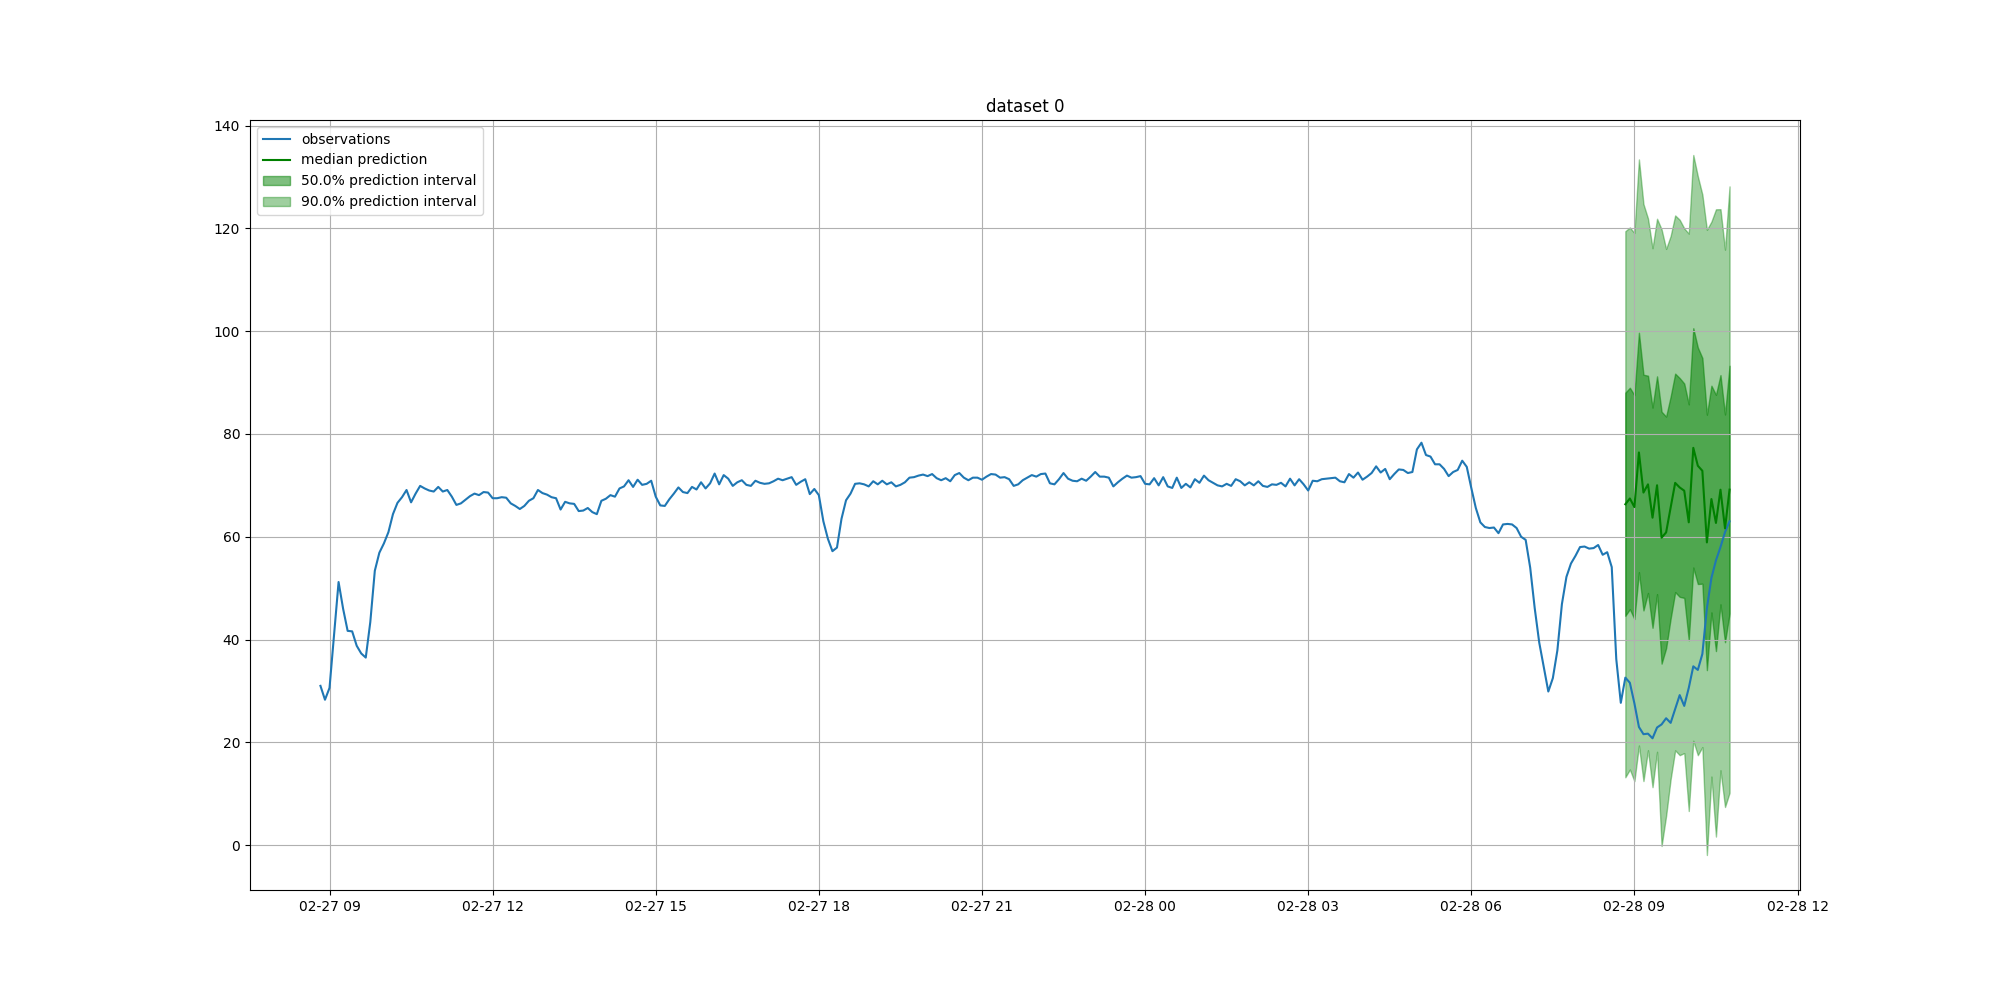 dataset 0
140
120
100
80
60
40
20
0
observations
median prediction
50.0% prediction interval
90.0% prediction interval
02-27 09 02-27 12 02-27 15 02-27 18 02-27 21 02-28 00 02-28 03 02-28 06 02-28 09 02-28 12